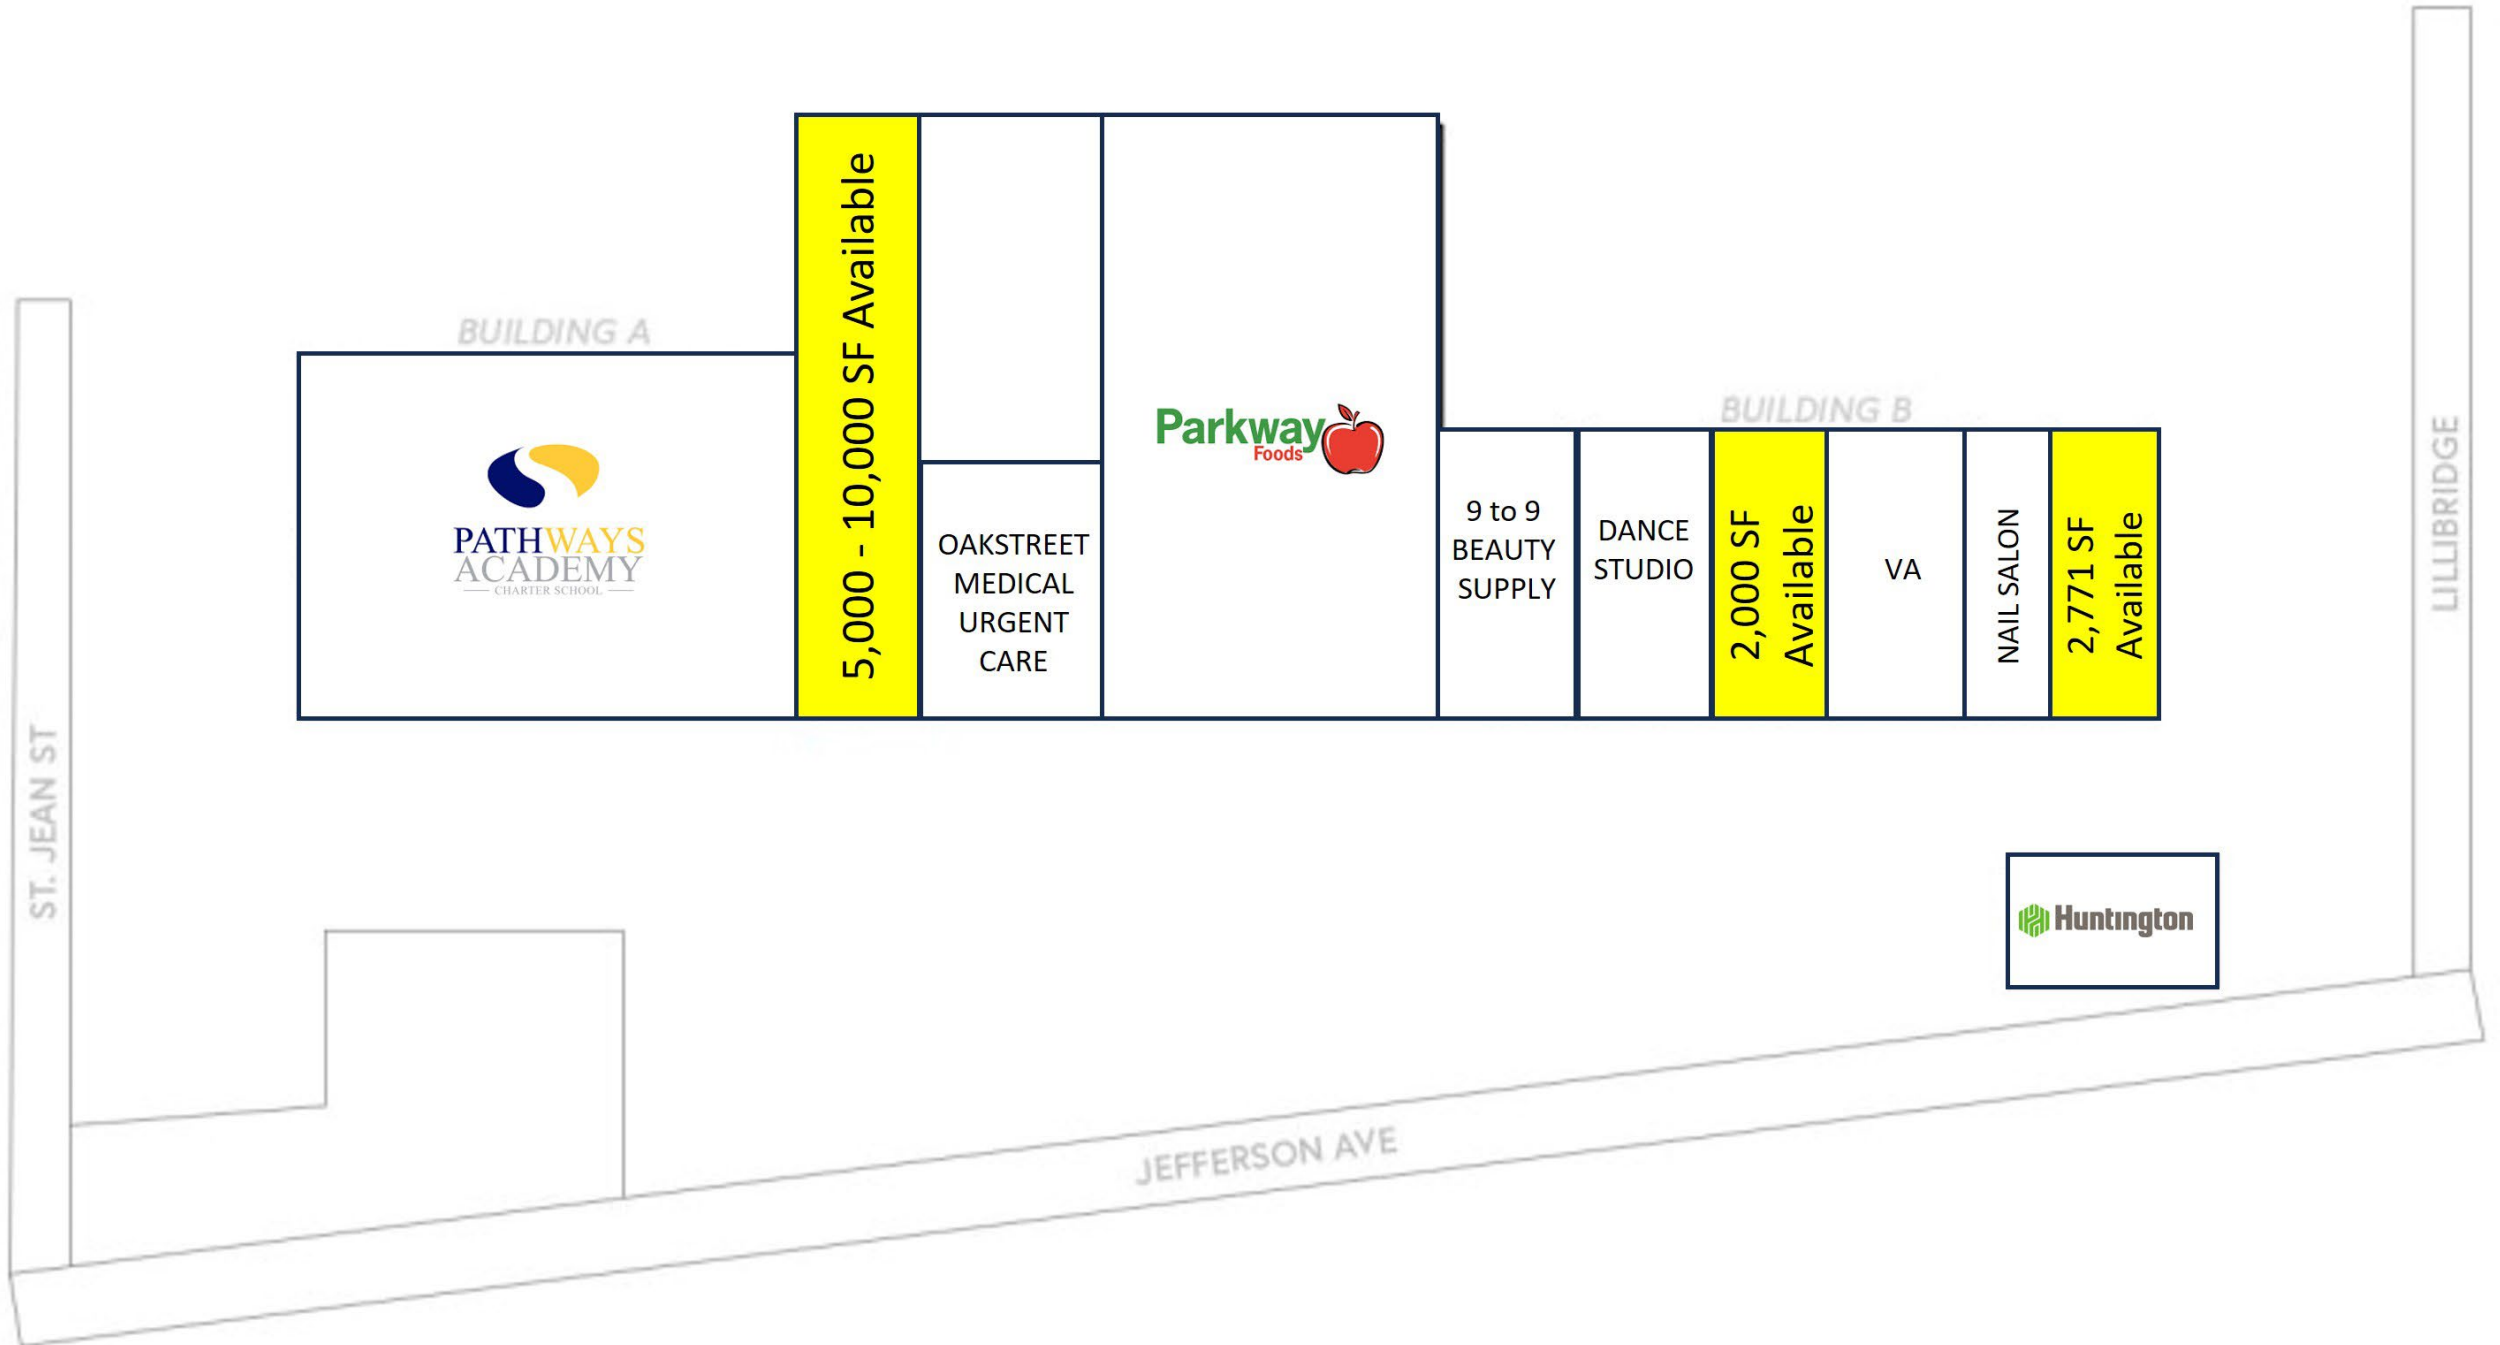 BUILDING A
5,000 - 10,000 SF Available
PATHWAYS
ACADEMY
CHARTER SCHOOL
OAKSTREET
MEDICAL
URGENT
CARE
Parkway
Foods
BUILDING B
9 to 9
BEAUTY
SUPPLY
DANCE
STUDIO
2,000 SF
Available
VA
NAIL SALON
2,771 SF
Available
LILLIBRIDGE
ST. JEAN ST
Huntington
JEFFERSON AVE